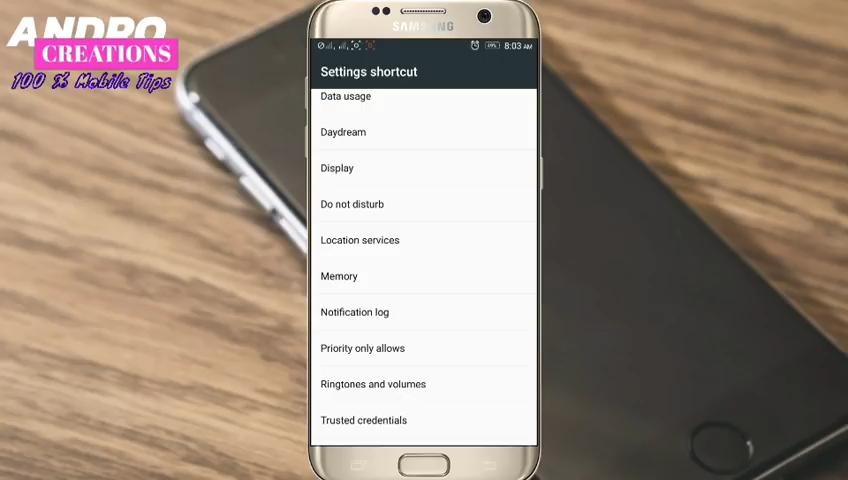 ANDRO
CREATIONS
100 % Mobile Tips
SAMSUNG
8:03 AM
Settings shortcut
Data usage
Daydream
Display
Do not disturb
Location services
Memory
Notification log
Priority only allows
Ringtones and volumes
Trusted credentials